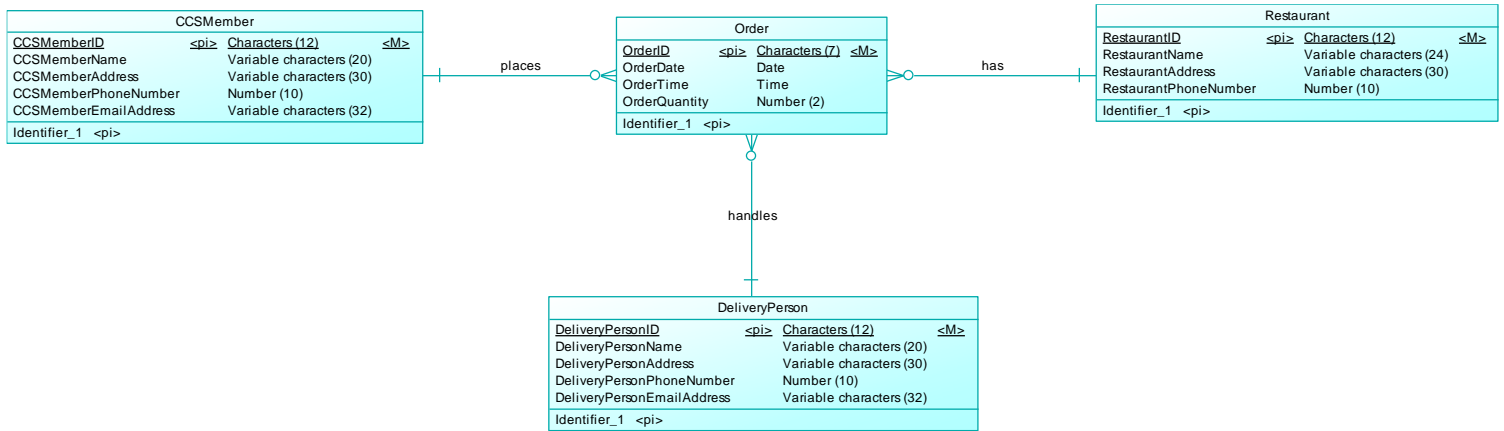 CCSMember
CCSMemberID <pi> Characters (12) <M>
CCSMemberName Variable characters (20)
CCSMemberAddress Variable characters (30)
CCSMemberPhoneNumber Number (10)
CCSMemberEmailAddress Variable characters (32)
Identifier_1 <pi>
places
Order
OrderID <pi> Characters (7) <M>
OrderDate Date
OrderTime Time
OrderQuantity Number (2)
Identifier_1 <pi>
has
Restaurant
RestaurantID <pi> Characters (12) <M>
RestaurantName Variable characters (24)
RestaurantAddress Variable characters (30)
RestaurantPhoneNumber Number (10)
Identifier_1 <pi>
handles
DeliveryPerson
DeliveryPersonID <pi> Characters (12) <M>
DeliveryPersonName Variable characters (20)
DeliveryPersonAddress Variable characters (30)
DeliveryPersonPhoneNumber Number (10)
DeliveryPersonEmailAddress Variable characters (32)
Identifier_1 <pi>